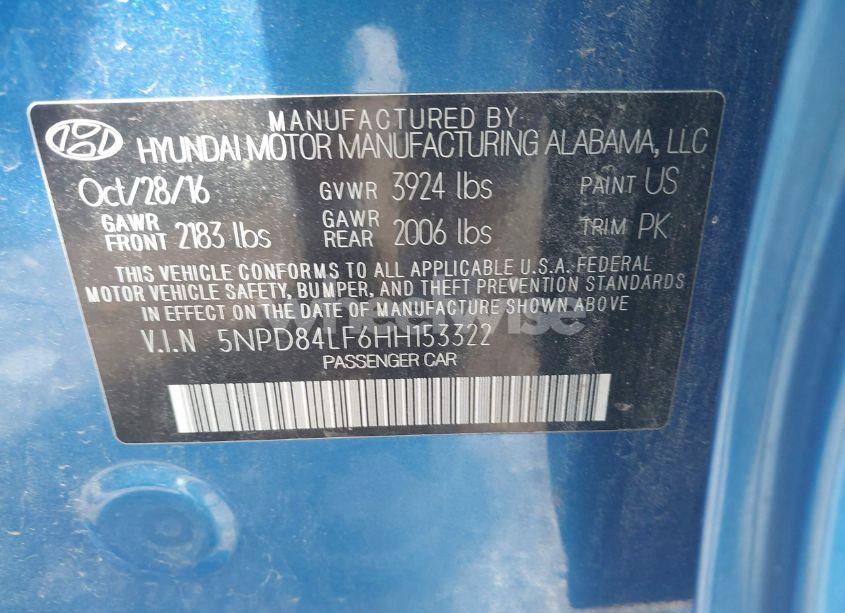 MANUFACTURED BY
HYUNDAI MOTOR MANUFACTURING ALABAMA, LLC
Oct/28/16 GVWR 3924 lbs PAINT US
GAWR FRONT 2183 lbs GAWR REAR 2006 lbs TRIM PK
THIS VEHICLE CONFORMS TO ALL APPLICABLE U.S.A. FEDERAL
MOTOR VEHICLE SAFETY, BUMPER, AND THEFT PREVENTION STANDARDS
IN EFFECT ON THE DATE OF MANUFACTURE SHOWN ABOVE
V.I.N 5NPD84LF6HH153322
PASSENGER CAR